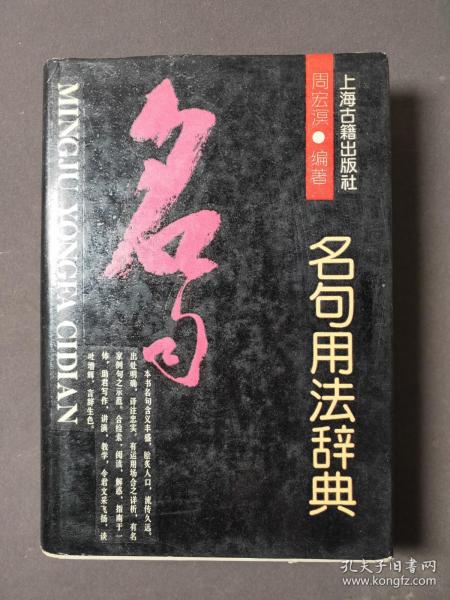 上海古籍出版社
周宏溟●编著
名句用法辞典
名句
MINGJU YONGFA CIDIAN
本书名句含义丰盛，脍炙人口，流传久远，
出处明确，译注忠实，有运用场合之详析，有名
家例句之示范。合检索、阅读、解惑、指南于一
体，助君写作、讲演、教学，令君文采飞扬，谈
吐增辉，言辞生色。
孔夫子旧书网
www.kongfz.com